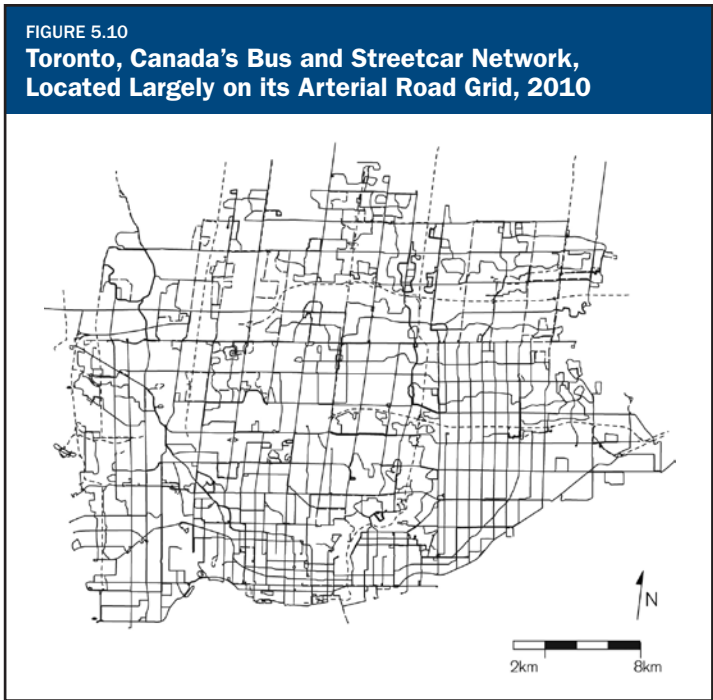 FIGURE 5.10
Toronto, Canada's Bus and Streetcar Network,
Located Largely on its Arterial Road Grid, 2010
N
2km 8km